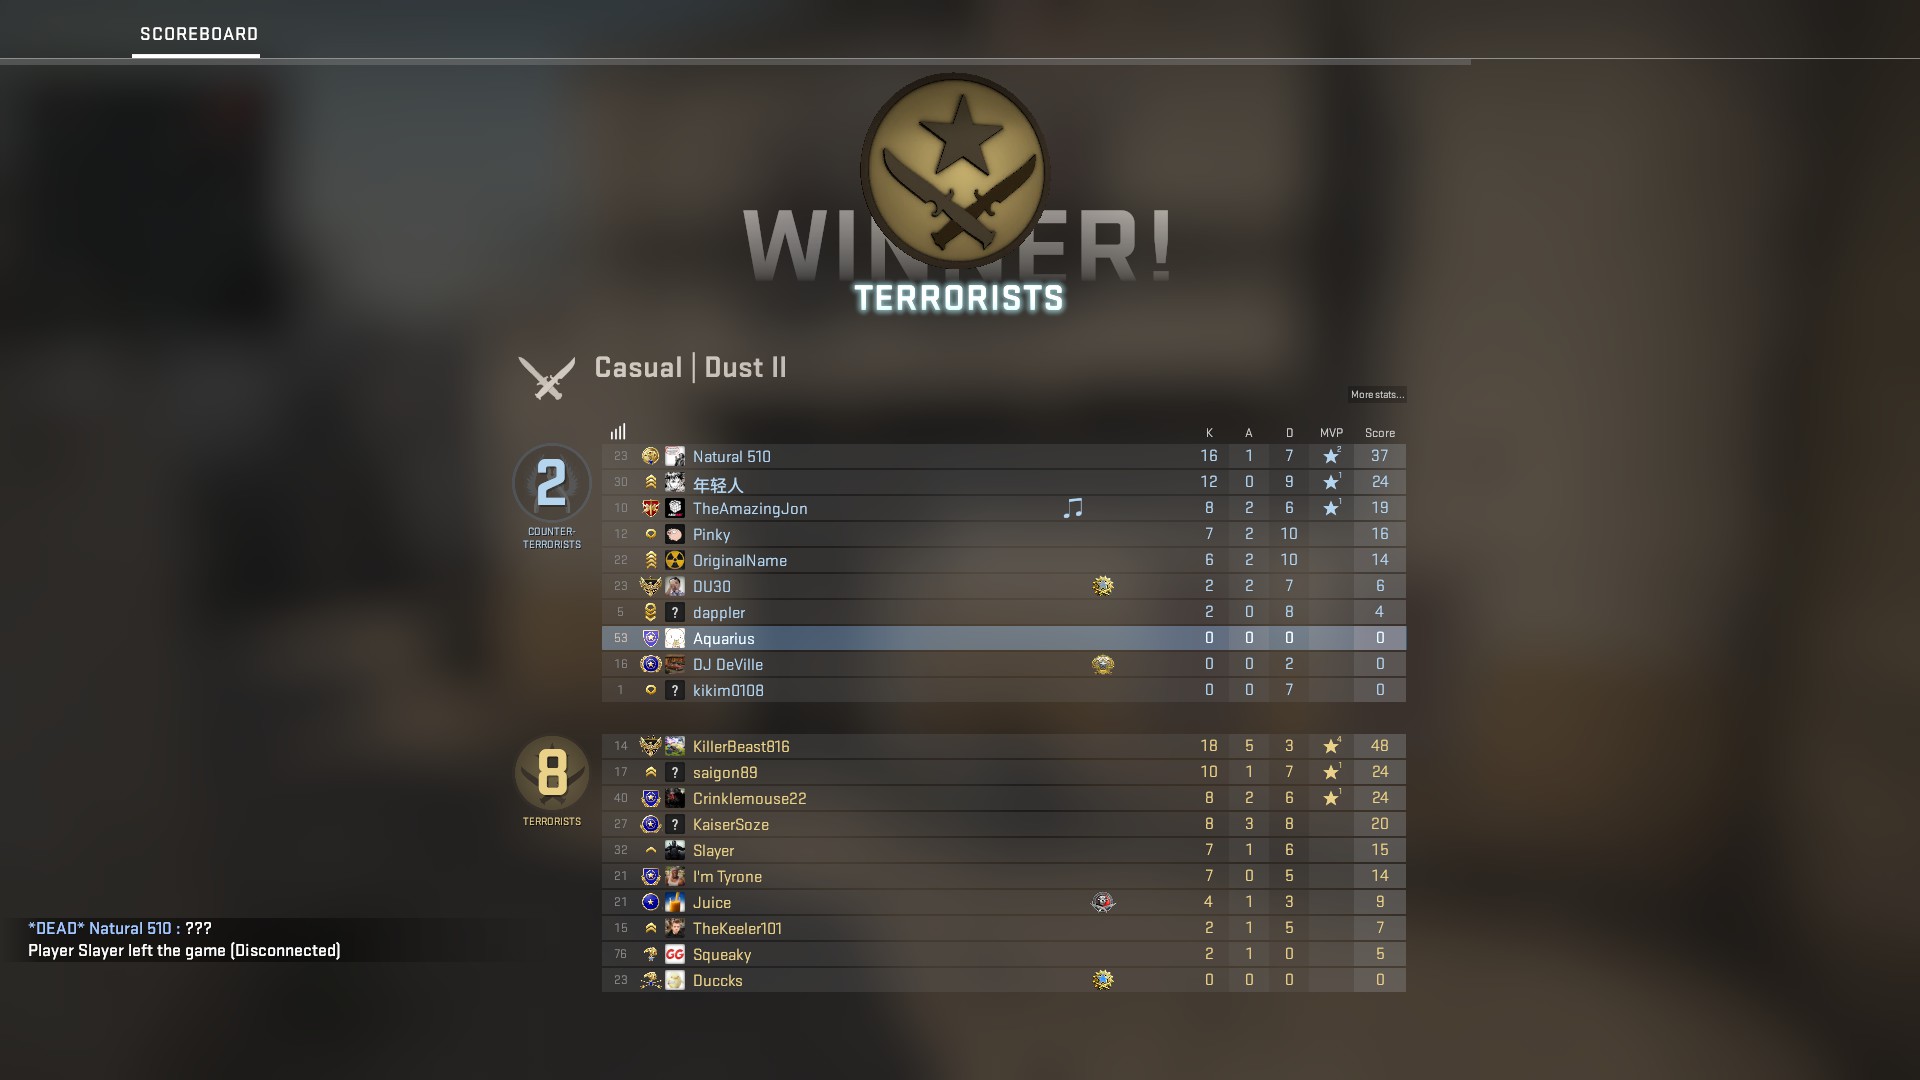 SCOREBOARD
WINNER!
TERRORISTS
Casual | Dust II
More stats...
K A D MVP Score
2
COUNTER-
TERRORISTS
23 Natural 510 16 1 7 2 37
30 年轻人 12 0 9 1 24
10 TheAmazingJon 8 2 6 1 19
12 Pinky 7 2 10 16
22 OriginalName 6 2 10 14
23 DU30 2 2 7 6
5 ? dappler 2 0 8 4
53 Aquarius 0 0 0 0
16 DJ DeVille 0 0 2 0
1 ? kikim0108 0 0 7 0
8
TERRORISTS
14 KillerBeast816 18 5 3 4 48
17 ? saigon89 10 1 7 1 24
40 Crinklemouse22 8 2 6 1 24
27 ? KaiserSoze 8 3 8 20
32 Slayer 7 1 6 15
21 I'm Tyrone 7 0 5 14
21 Juice 4 1 3 9
15 TheKeeler101 2 1 5 7
76 GG Squeaky 2 1 0 5
23 Duccks 0 0 0 0
*DEAD* Natural 510 : ???
Player Slayer left the game (Disconnected)